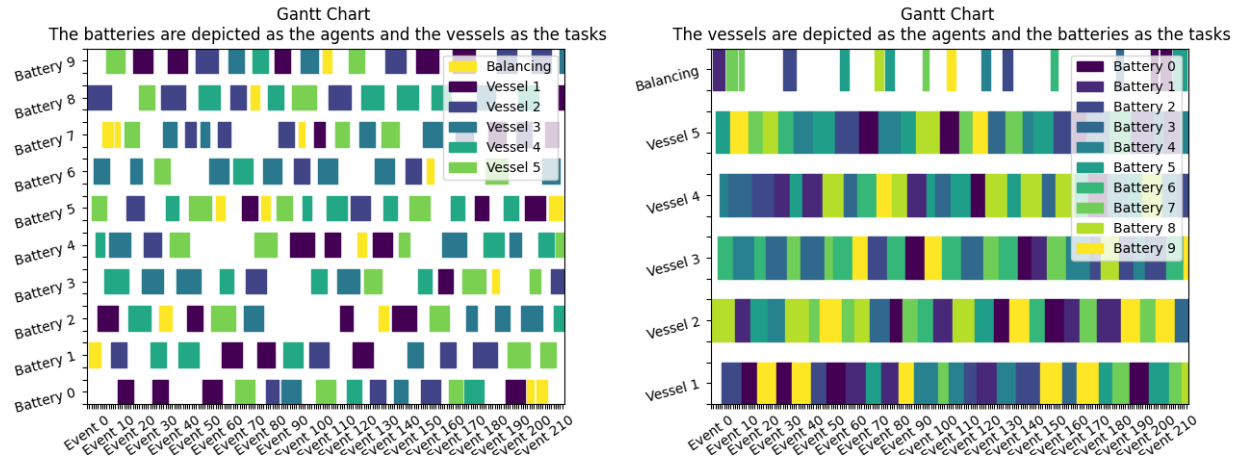 Gantt Chart
The batteries are depicted as the agents and the vessels as the tasks
Battery 9
Battery 8
Battery 7
Battery 6
Battery 5
Battery 4
Battery 3
Battery 2
Battery 1
Battery 0
Balancing
Vessel 1
Vessel 2
Vessel 3
Vessel 4
Vessel 5
Event 0
Event 10
Event 20
Event 30
Event 40
Event 50
Event 60
Event 70
Event 80
Event 90
Event 100
Event 110
Event 120
Event 130
Event 140
Event 150
Event 160
Event 170
Event 180
Event 190
Event 200
Event 210
Gantt Chart
The vessels are depicted as the agents and the batteries as the tasks
Balancing
Vessel 5
Vessel 4
Vessel 3
Vessel 2
Vessel 1
Battery 0
Battery 1
Battery 2
Battery 3
Battery 4
Battery 5
Battery 6
Battery 7
Battery 8
Battery 9
Event 0
Event 10
Event 20
Event 30
Event 40
Event 50
Event 60
Event 70
Event 80
Event 90
Event 100
Event 110
Event 120
Event 130
Event 140
Event 150
Event 160
Event 170
Event 180
Event 190
Event 200
Event 210